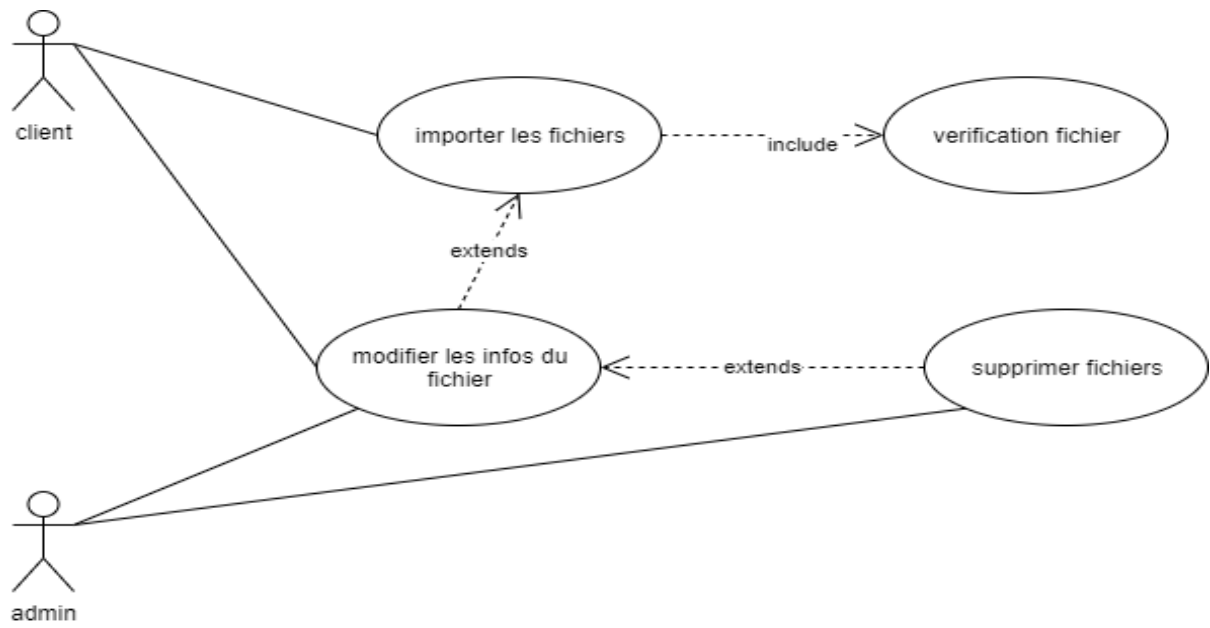 client
importer les fichiers
include
verification fichier
extends
modifier les infos du
fichier
extends
supprimer fichiers
admin